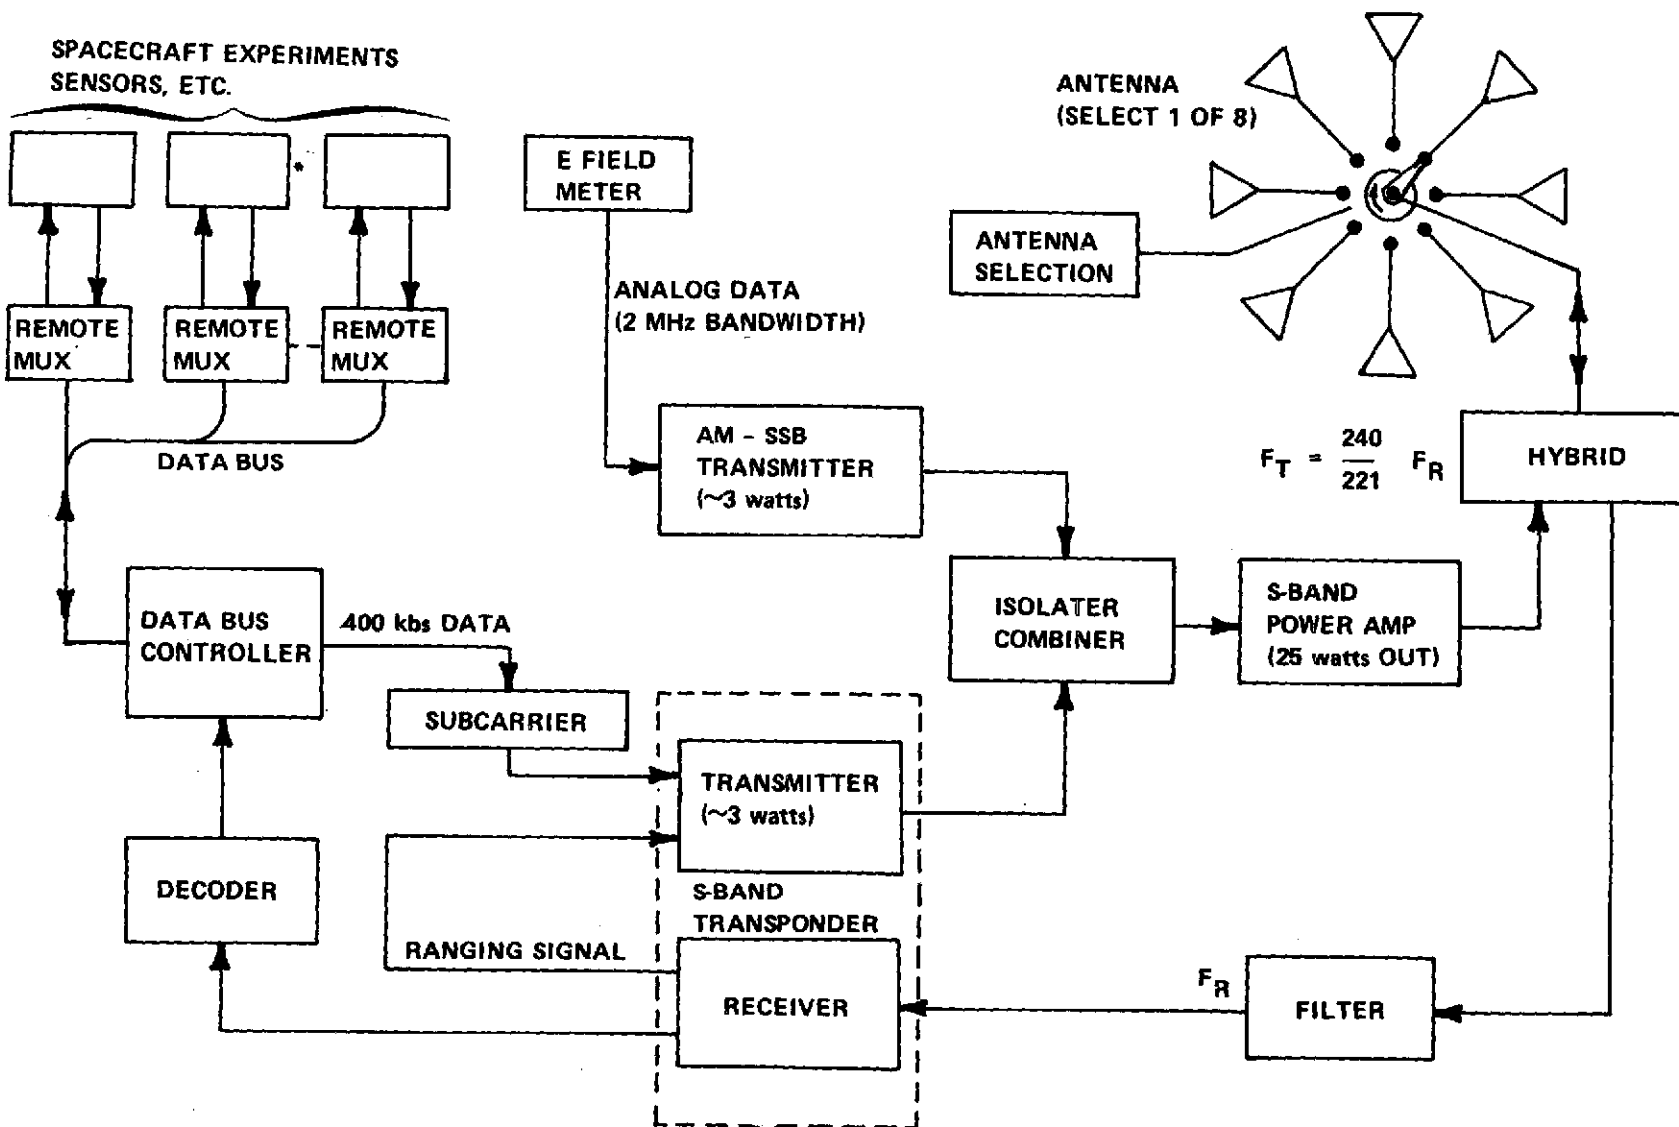 SPACECRAFT EXPERIMENTS
SENSORS, ETC.
*
REMOTE
MUX
REMOTE
MUX
REMOTE
MUX
DATA BUS
E FIELD
METER
ANALOG DATA
(2 MHz BANDWIDTH)
ANTENNA
(SELECT 1 OF 8)
ANTENNA
SELECTION
AM - SSB
TRANSMITTER
(~3 watts)
F_T = 240/221 F_R
HYBRID
DATA BUS
CONTROLLER
400 kbs DATA
SUBCARRIER
ISOLATER
COMBINER
S-BAND
POWER AMP
(25 watts OUT)
TRANSMITTER
(~3 watts)
S-BAND
TRANSPONDER
DECODER
RANGING SIGNAL
RECEIVER
F_R
FILTER